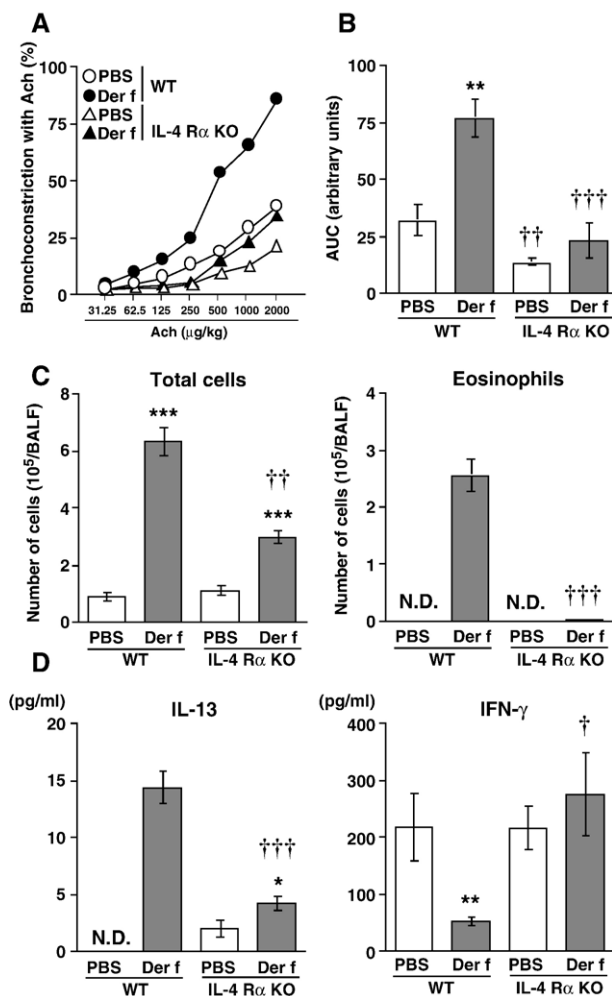 A
Bronchoconstriction with Ach (%)
100
75
50
25
0
PBS
Der f
WT
PBS
Der f
IL-4 Rα KO
31.25 62.5 125 250 500 1000 2000
Ach (μg/kg)
B
AUC (arbitrary units)
100
75
50
25
0
**
††
†††
PBS Der f PBS Der f
WT IL-4 Rα KO
C
Total cells
Number of cells (10⁵/BALF)
8
6
4
2
0
***
††
***
PBS Der f PBS Der f
WT IL-4 Rα KO
Eosinophils
Number of cells (10⁵/BALF)
4
3
2
1
0
N.D.
N.D.
†††
PBS Der f PBS Der f
WT IL-4 Rα KO
D
(pg/ml)
IL-13
20
15
10
5
0
N.D.
†††
*
PBS Der f PBS Der f
WT IL-4 Rα KO
(pg/ml)
IFN-γ
400
300
200
100
0
**
†
PBS Der f PBS Der f
WT IL-4 Rα KO